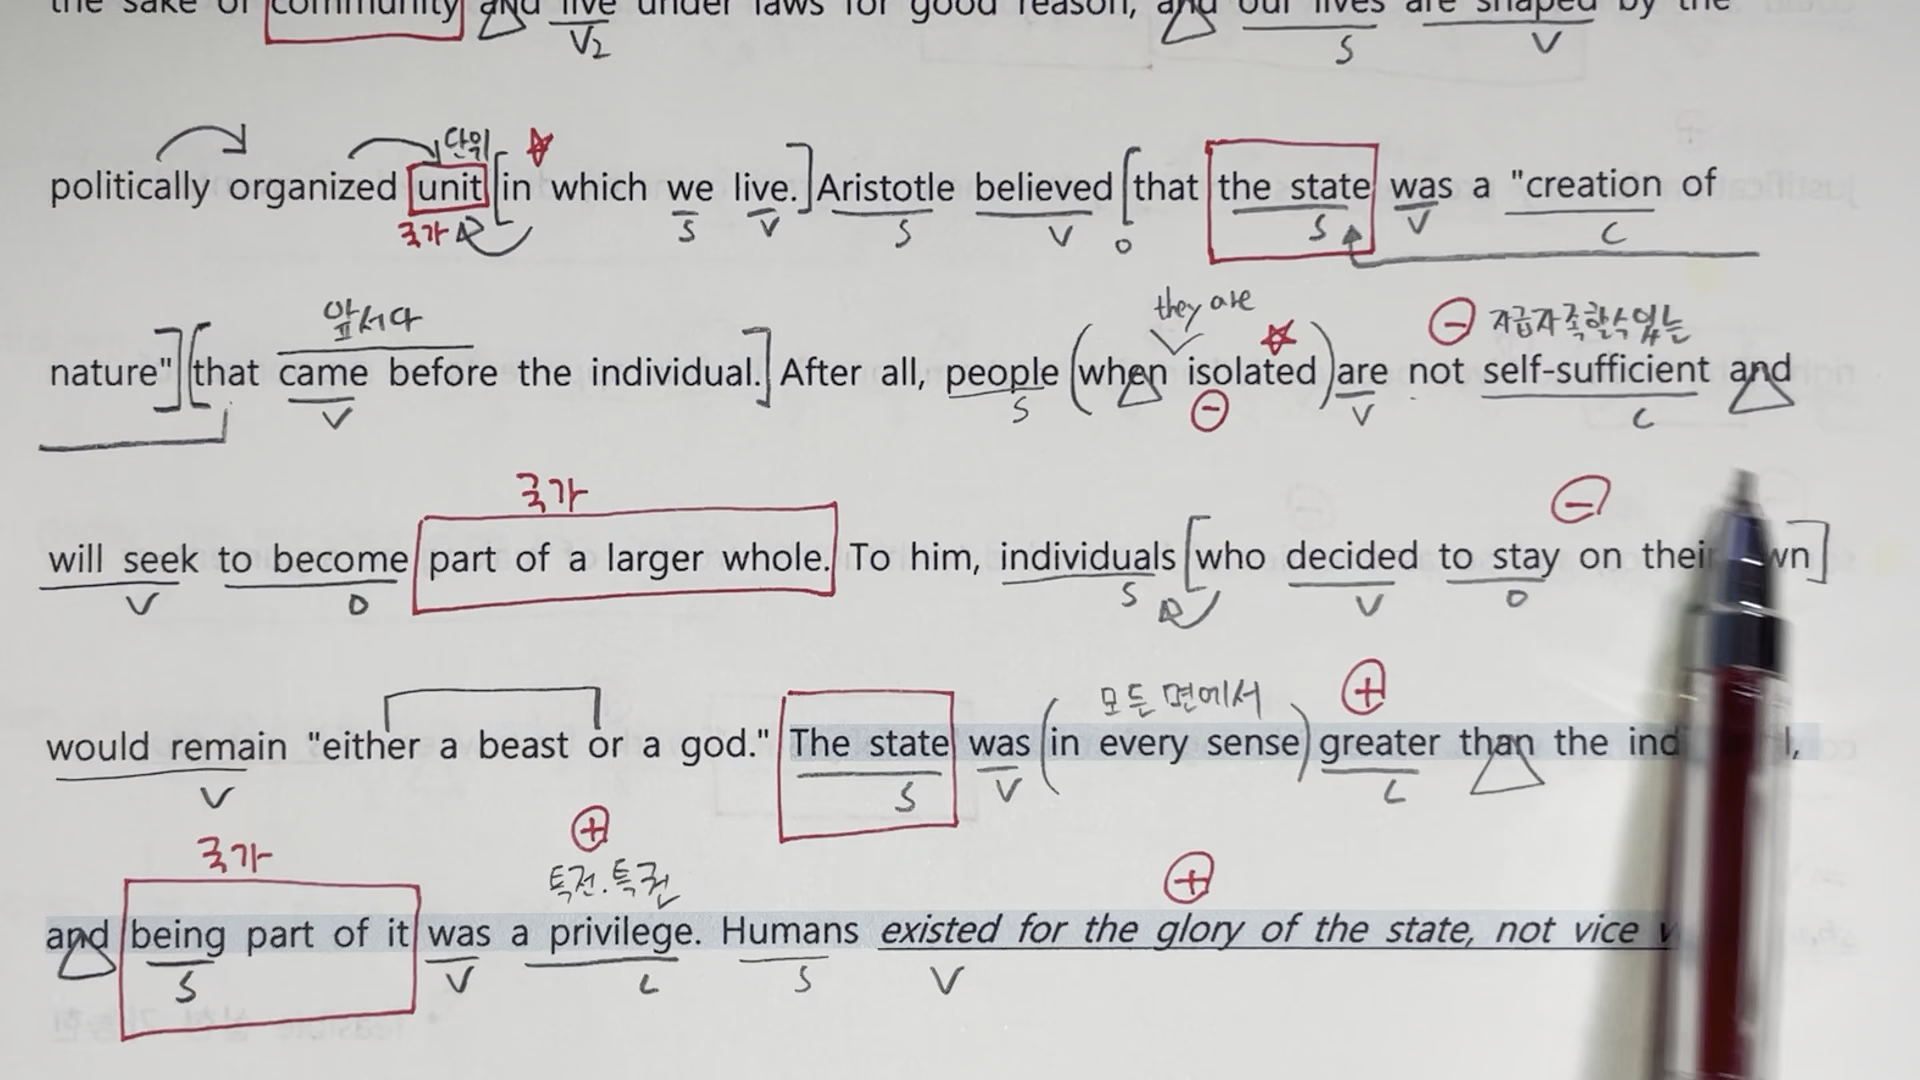 the sake of community and live under laws for good reason, and our lives are shaped by the
V2 S V
단위
politically organized unit in which we live. Aristotle believed that the state was a "creation of
국가 S V S V O S V C
앞서다 they are 자급자족할 수 있는
nature" that came before the individual. After all, people (when isolated) are not self-sufficient and
V S V C
국가
will seek to become part of a larger whole. To him, individuals who decided to stay on their
V O S V O
모든 면에서
would remain "either a beast or a god." The state was (in every sense) greater than the
V S V C
국가 특전.특권
and being part of it was a privilege. Humans existed for the glory of the state, not vice
S V C S V